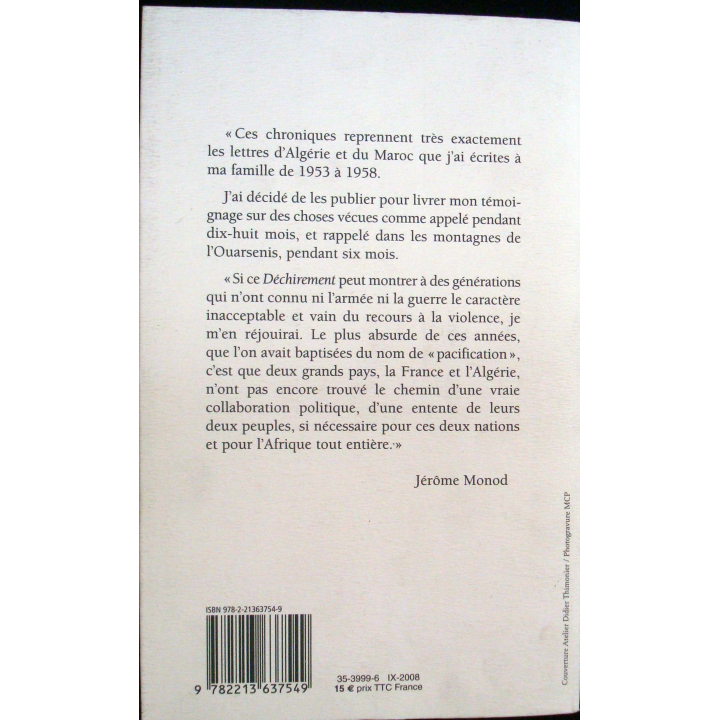 « Ces chroniques reprennent très exactement
les lettres d'Algérie et du Maroc que j'ai écrites à
ma famille de 1953 à 1958.
J'ai décidé de les publier pour livrer mon témoi-
gnage sur des choses vécues comme appelé pendant
dix-huit mois, et rappelé dans les montagnes de
l'Ouarsenis, pendant six mois.
« Si ce Déchirement peut montrer à des générations
qui n'ont connu ni l'armée ni la guerre le caractère
inacceptable et vain du recours à la violence, je
m'en réjouirai. Le plus absurde de ces années,
que l'on avait baptisées du nom de « pacification »,
c'est que deux grands pays, la France et l'Algérie,
n'ont pas encore trouvé le chemin d'une vraie
collaboration politique, d'une entente de leurs
deux peuples, si nécessaire pour ces deux nations
et pour l'Afrique tout entière. »
Jérôme Monod
Couverture Atelier Didier Thimonier / Photogravure MCP
ISBN 978-2-21363754-9
9 782213 637549
35-3999-6 IX-2008
15 € prix TTC France